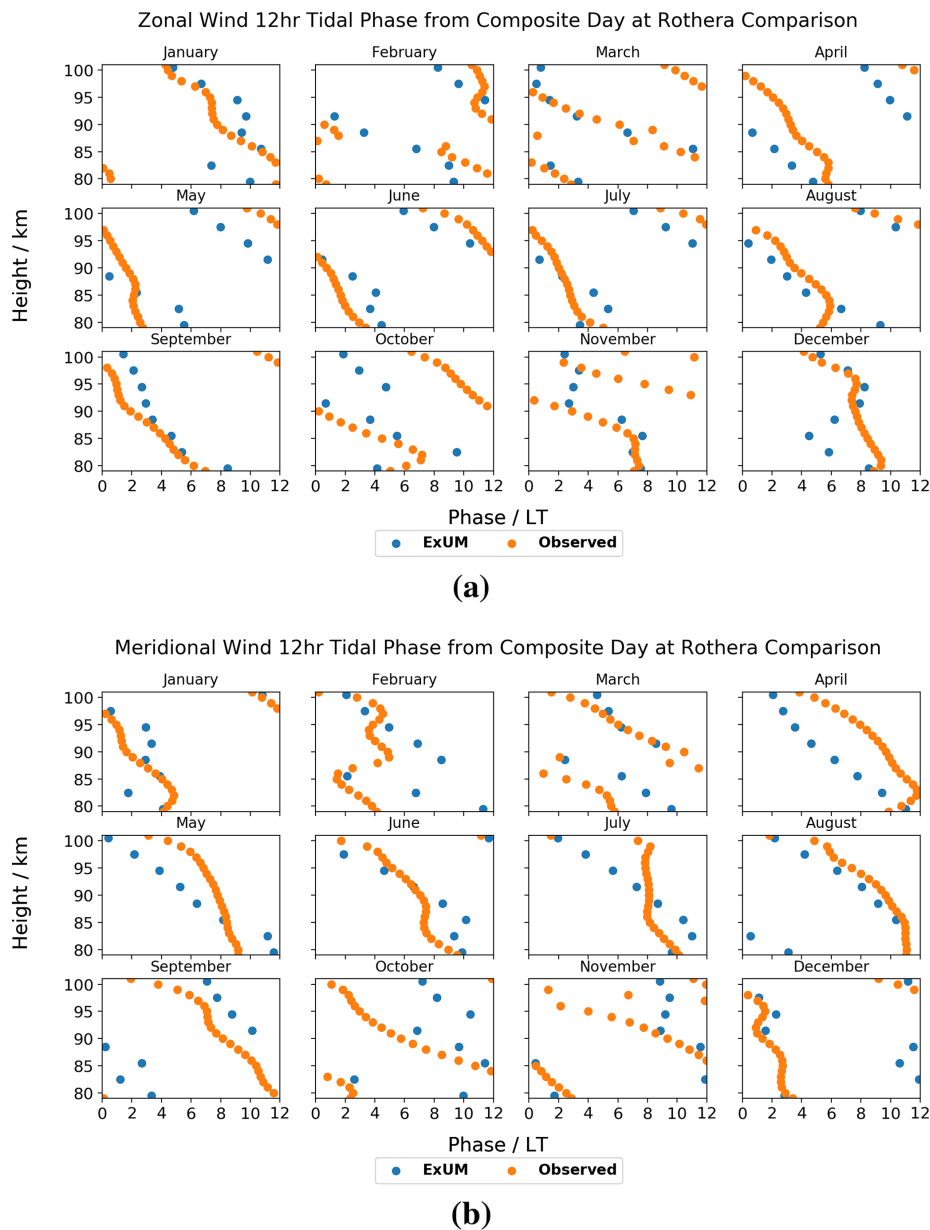 Zonal Wind 12hr Tidal Phase from Composite Day at Rothera Comparison
January February March April
100
95
90
85
80
May June July August
100
95
90
85
80
September October November December
100
95
90
85
80
0 2 4 6 8 10 12 0 2 4 6 8 10 12 0 2 4 6 8 10 12 0 2 4 6 8 10 12
Height / km
Phase / LT
ExUM Observed
(a)
Meridional Wind 12hr Tidal Phase from Composite Day at Rothera Comparison
January February March April
100
95
90
85
80
May June July August
100
95
90
85
80
September October November December
100
95
90
85
80
0 2 4 6 8 10 12 0 2 4 6 8 10 12 0 2 4 6 8 10 12 0 2 4 6 8 10 12
Height / km
Phase / LT
ExUM Observed
(b)